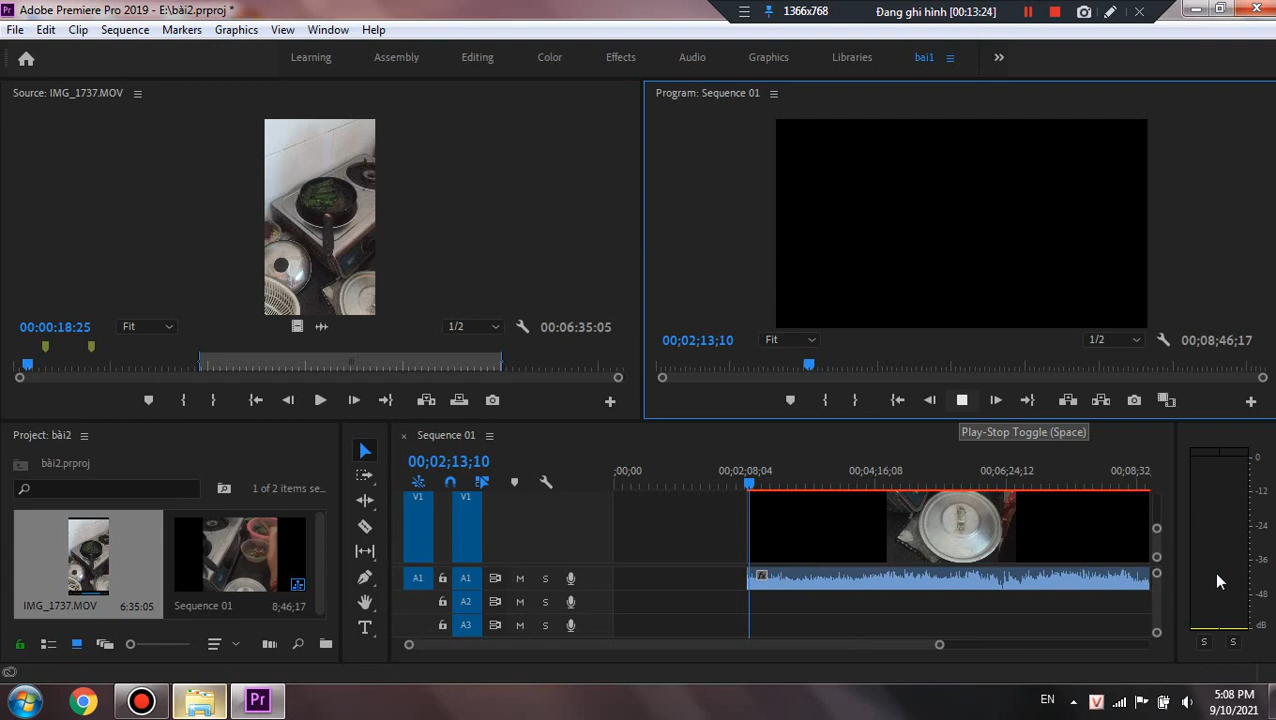 Adobe Premiere Pro 2019 - E:\bài2.prproj *
1366x768
Đang ghi hình [00:13:24]
File Edit Clip Sequence Markers Graphics View Window Help
Learning Assembly Editing Color Effects Audio Graphics Libraries bai1
Source: IMG_1737.MOV
Program: Sequence 01
00:00:18:25 Fit 1/2 00:06:35:05
00;02;13;10 Fit 1/2 00;08;46;17
Play-Stop Toggle (Space)
Project: bài2
bài2.prproj
1 of 2 items se...
IMG_1737.MOV 6:35:05
Sequence 01 8;46;17
× Sequence 01
00;02;13;10
;00;00 00;02;08;04 00;04;16;08 00;06;24;12 00;08;32
V1 V1
A1 A1 M S
A2 M S
A3 M S
fx
0
-12
-24
-36
-48
dB
S S
Pr
EN
V
5:08 PM
9/10/2021